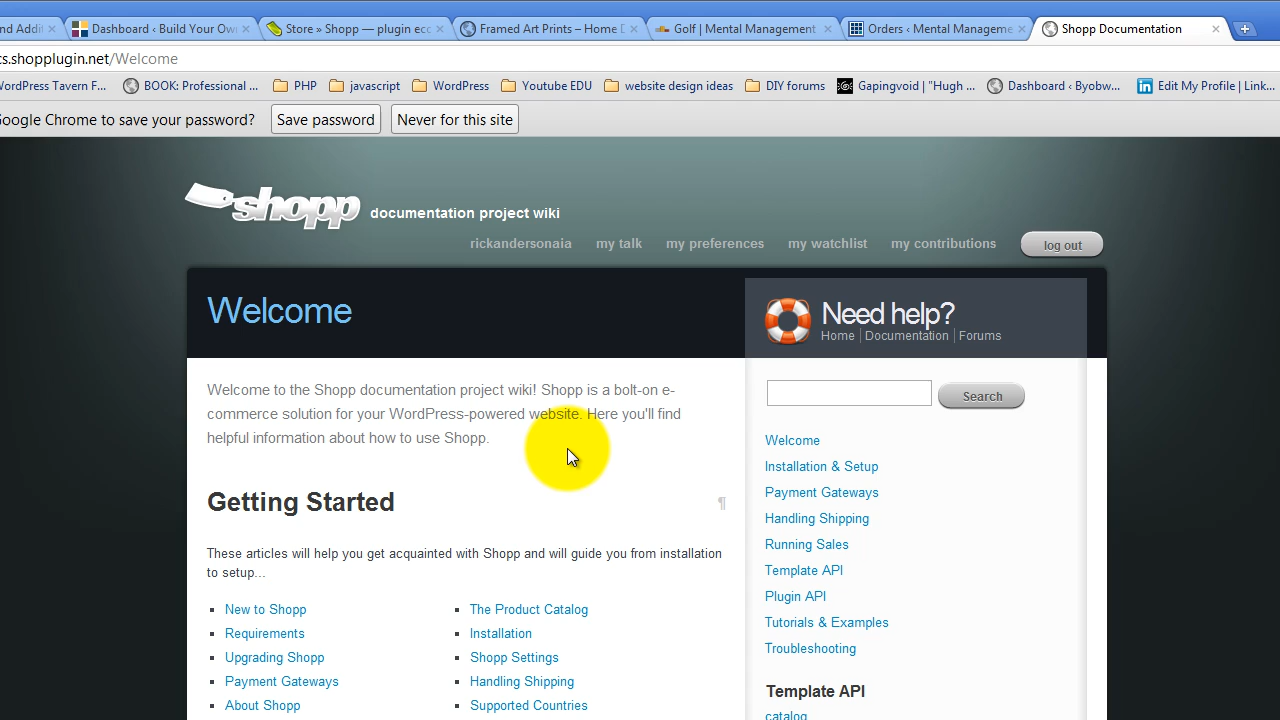 nd Addi Dashboard ‹ Build Your Ow Store » Shopp — plugin ecc Framed Art Prints – Home D Golf | Mental Management Orders ‹ Mental Manageme Shopp Documentation
cs.shopplugin.net/Welcome
WordPress Tavern F... BOOK: Professional ... PHP javascript WordPress Youtube EDU website design ideas DIY forums Gapingvoid | "Hugh ... Dashboard ‹ Byobw... Edit My Profile | Link...
Google Chrome to save your password? Save password Never for this site
shopp documentation project wiki
rickandersonaia my talk my preferences my watchlist my contributions log out
Welcome
Need help?
Home Documentation Forums
Welcome to the Shopp documentation project wiki! Shopp is a bolt-on e-
commerce solution for your WordPress-powered website. Here you'll find
helpful information about how to use Shopp.
Getting Started ¶
These articles will help you get acquainted with Shopp and will guide you from installation
to setup...
New to Shopp
Requirements
Upgrading Shopp
Payment Gateways
About Shopp
The Product Catalog
Installation
Shopp Settings
Handling Shipping
Supported Countries
Search
Welcome
Installation & Setup
Payment Gateways
Handling Shipping
Running Sales
Template API
Plugin API
Tutorials & Examples
Troubleshooting
Template API
catalog